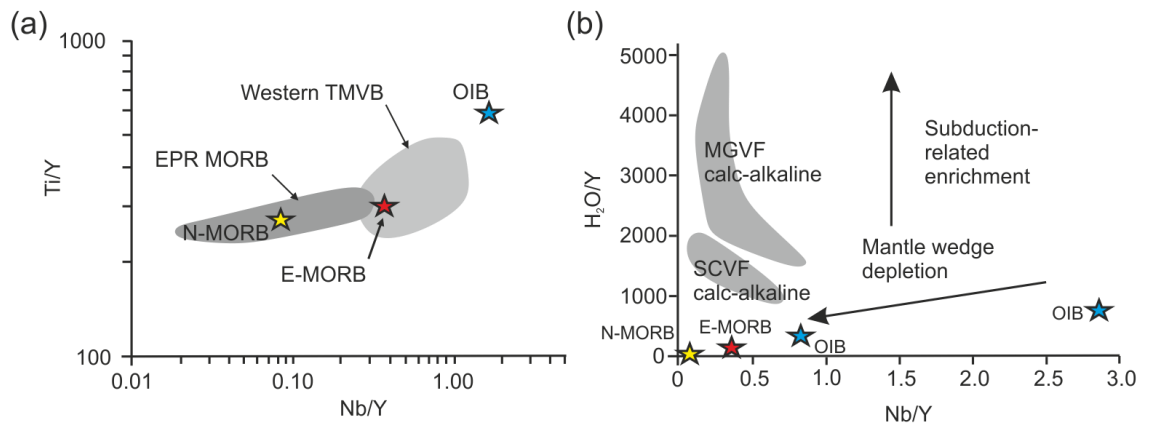 (a)
1000
100
Ti/Y
Western TMVB
OIB
EPR MORB
N-MORB
E-MORB
0.01
0.10
1.00
Nb/Y
(b)
5000
4000
3000
2000
1000
0
H₂O/Y
MGVF
calc-alkaline
Subduction-
related
enrichment
SCVF
calc-alkaline
Mantle wedge
depletion
N-MORB
E-MORB
OIB
OIB
0
0.5
1.0
1.5
2.0
2.5
3.0
Nb/Y